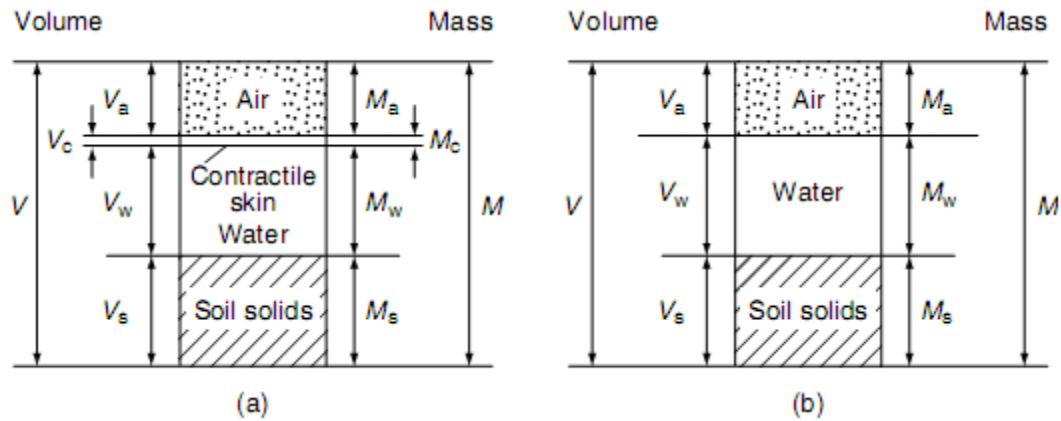 Volume Mass Volume Mass
Air Air
V_a M_a V_a M_a
V_c M_c
Contractile
skin
Water Water
V V_w M_w M V V_w M_w M
Soil solids Soil solids
V_s M_s V_s M_s
(a) (b)